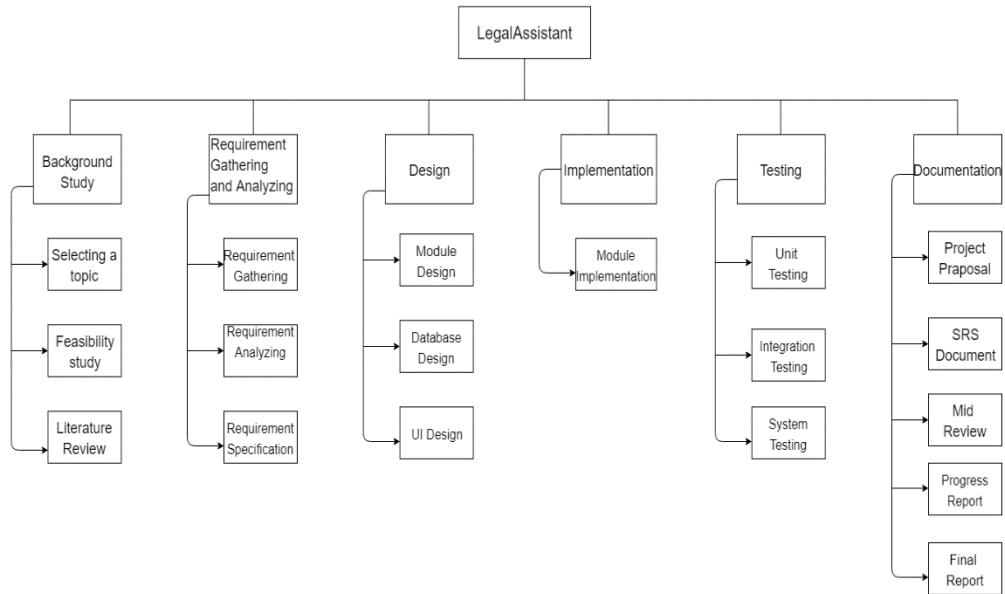 LegalAssistant
Background
Study
Selecting a
topic
Feasibility
study
Literature
Review
Requirement
Gathering
and Analyzing
Requirement
Gathering
Requirement
Analyzing
Requirement
Specification
Design
Module
Design
Database
Design
UI Design
Implementation
Module
Implementation
Testing
Unit
Testing
Integration
Testing
System
Testing
Documentation
Project
Praposal
SRS
Document
Mid
Review
Progress
Report
Final
Report